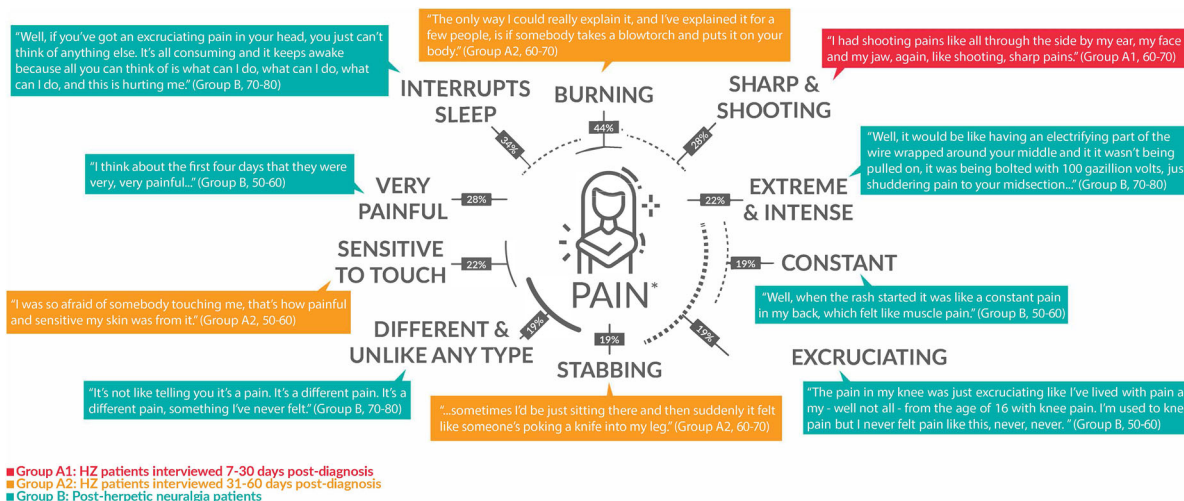 "Well, if you've got an excruciating pain in your head, you just can't
think of anything else. It's all consuming and it keeps awake
because all you can think of is what can I do, what can I do, what
can I do, and this is hurting me." (Group B, 70-80)
"The only way I could really explain it, and I've explained it for a
few people, is if somebody takes a blowtorch and puts it on your
body." (Group A2, 60-70)
"I had shooting pains like all through the side by my ear, my face
and my jaw, again, like shooting, sharp pains." (Group A1, 60-70)
INTERRUPTS
SLEEP
34%
BURNING
44%
SHARP &
SHOOTING
28%
"I think about the first four days that they were
very, very painful..." (Group B, 50-60)
"Well, it would be like having an electrifying part of the
wire wrapped around your middle and it it wasn't being
pulled on, it was being bolted with 100 gazillion volts, jus
shuddering pain to your midsection..." (Group B, 70-80)
VERY
PAINFUL
28%
22%
EXTREME
& INTENSE
SENSITIVE
TO TOUCH
22%
PAIN*
19%
CONSTANT
"I was so afraid of somebody touching me, that's how painful
and sensitive my skin was from it." (Group A2, 50-60)
"Well, when the rash started it was like a constant pain
in my back, which felt like muscle pain." (Group B, 50-60)
DIFFERENT &
UNLIKE ANY TYPE
19%
19%
STABBING
19%
EXCRUCIATING
"It's not like telling you it's a pain. It's a different pain. It's a
different pain, something I've never felt." (Group B, 70-80)
"...sometimes I'd be just sitting there and then suddenly it felt
like someone's poking a knife into my leg." (Group A2, 60-70)
"The pain in my knee was just excruciating like I've lived with pain a
my - well not all - from the age of 16 with knee pain. I'm used to kne
pain but I never felt pain like this, never, never. " (Group B, 50-60)
Group A1: HZ patients interviewed 7-30 days post-diagnosis
Group A2: HZ patients interviewed 31-60 days post-diagnosis
Group B: Post-herpetic neuralgia patients